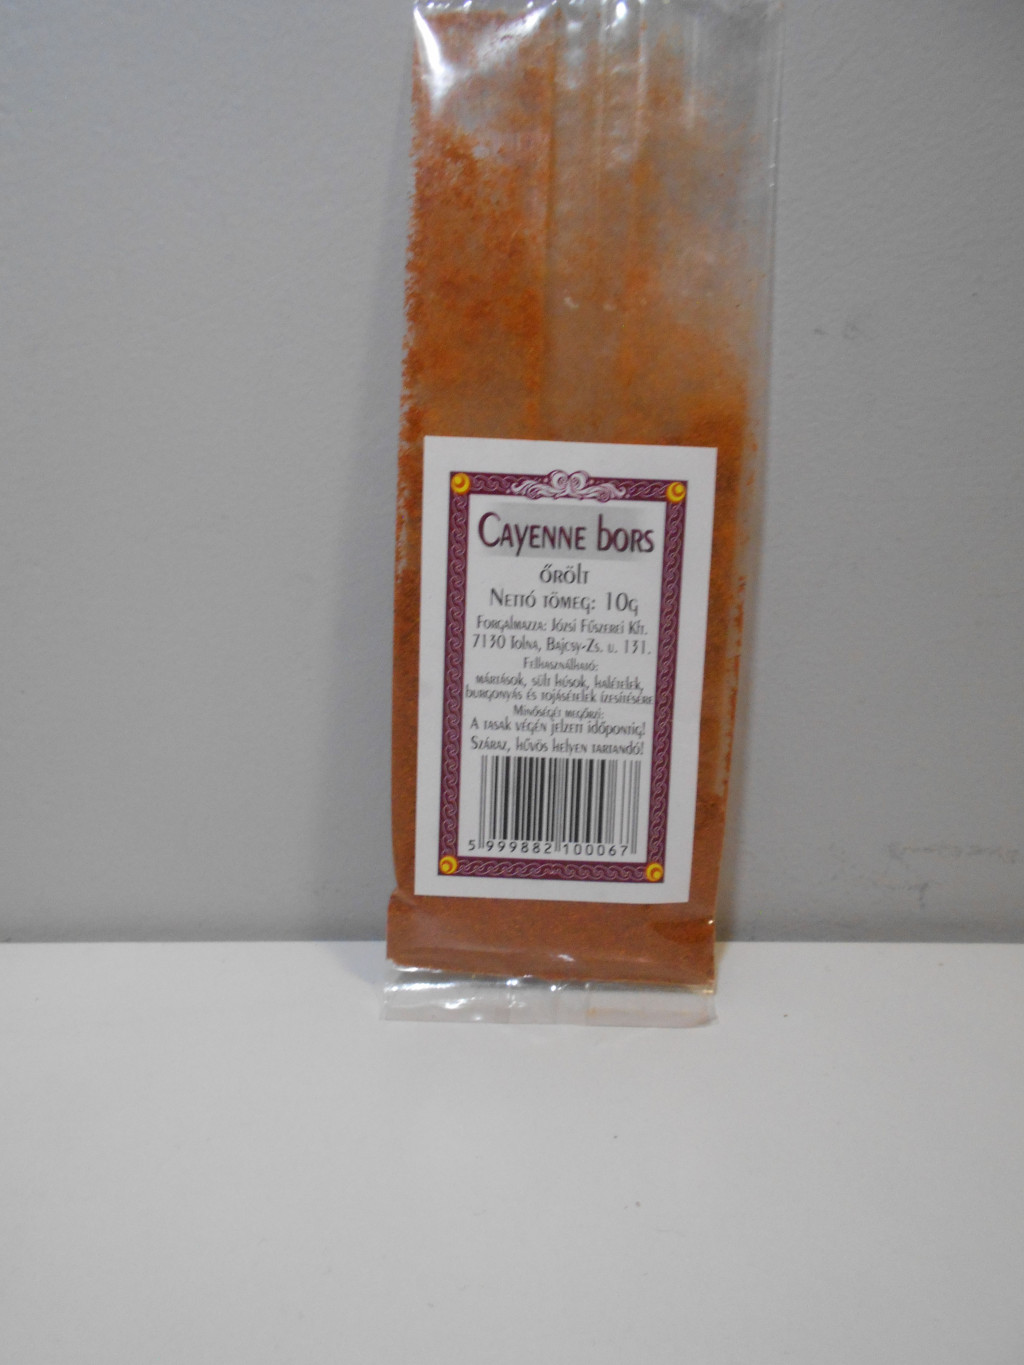 Cayenne bors
őrölt
Nettó tömeg: 10g
Forgalmazza: Józsi Fűszerei Kft.
7130 Tolna, Bajcsy-Zs. u. 131.
Felhasználható:
mártások, sült húsok, halételek,
burgonyás és tojásételek ízesítésére
Minőségét megőrzi:
A tasak végén jelzett időpontig!
Száraz, hűvös helyen tartandó!
5 999882 100067